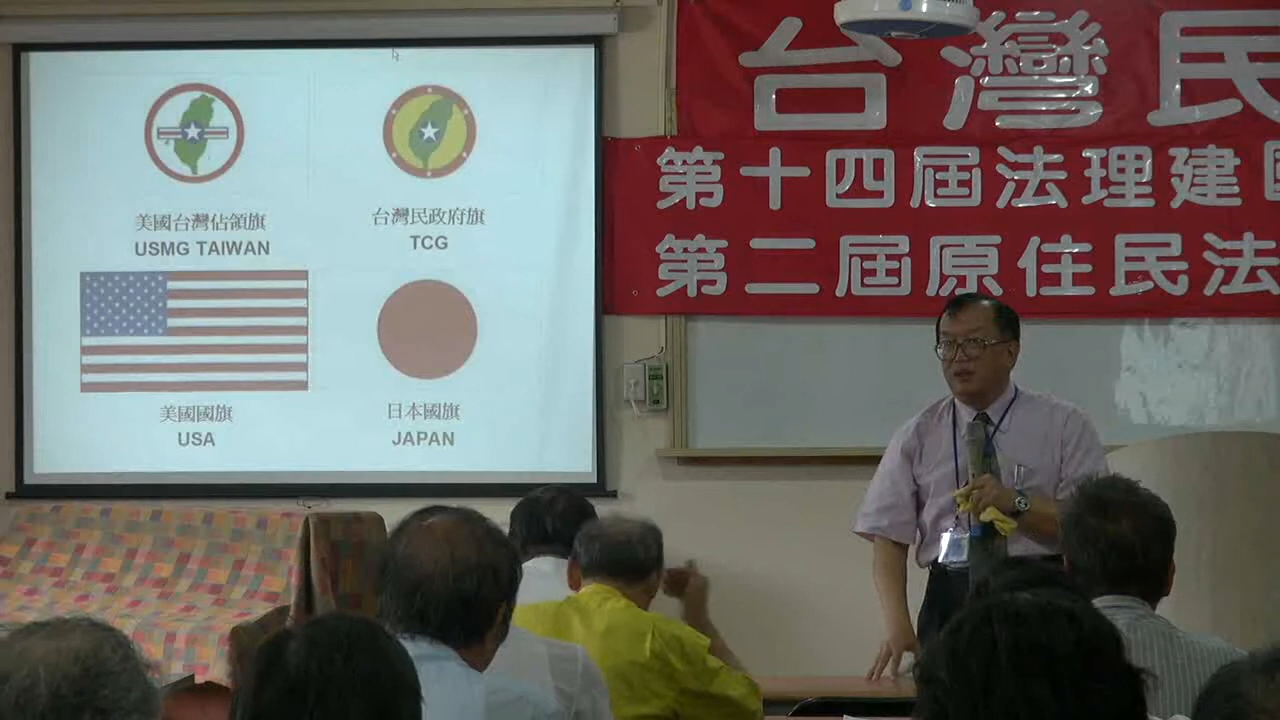 美國台灣佔領旗
USMG TAIWAN
台灣民政府旗
TCG
美國國旗
USA
日本國旗
JAPAN
台灣民
第十四屆法理建
第二屆原住民法